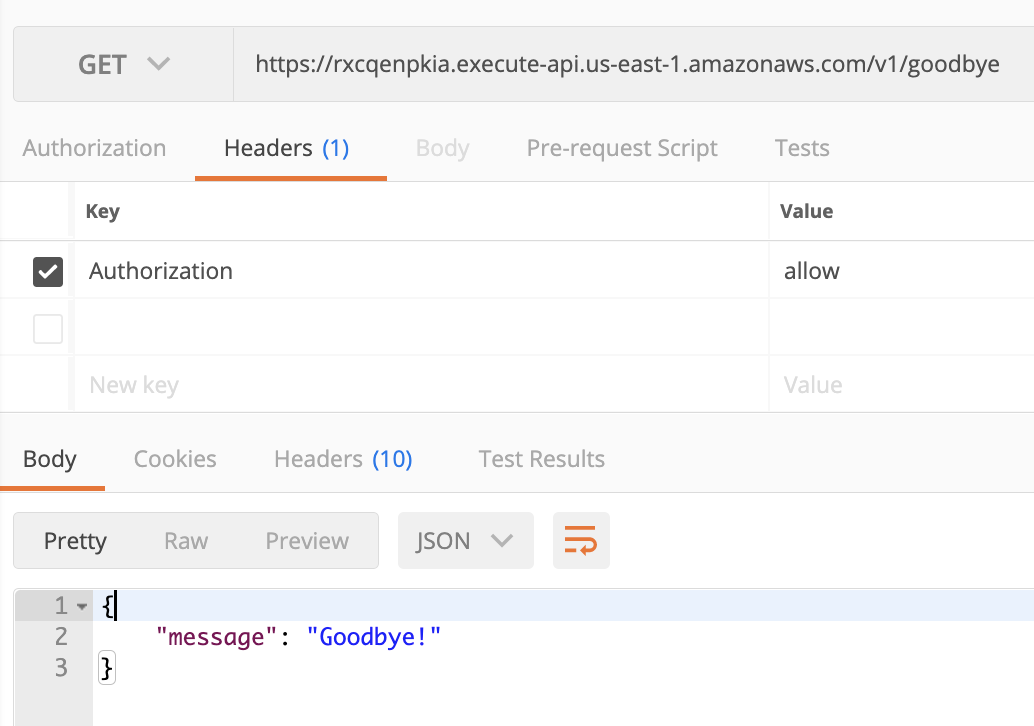 GET https://rxcqenpkia.execute-api.us-east-1.amazonaws.com/v1/goodbye
Authorization Headers (1) Body Pre-request Script Tests
Key Value
Authorization allow
New key Value
Body Cookies Headers (10) Test Results
Pretty Raw Preview JSON
1 {
2 "message": "Goodbye!"
3 }